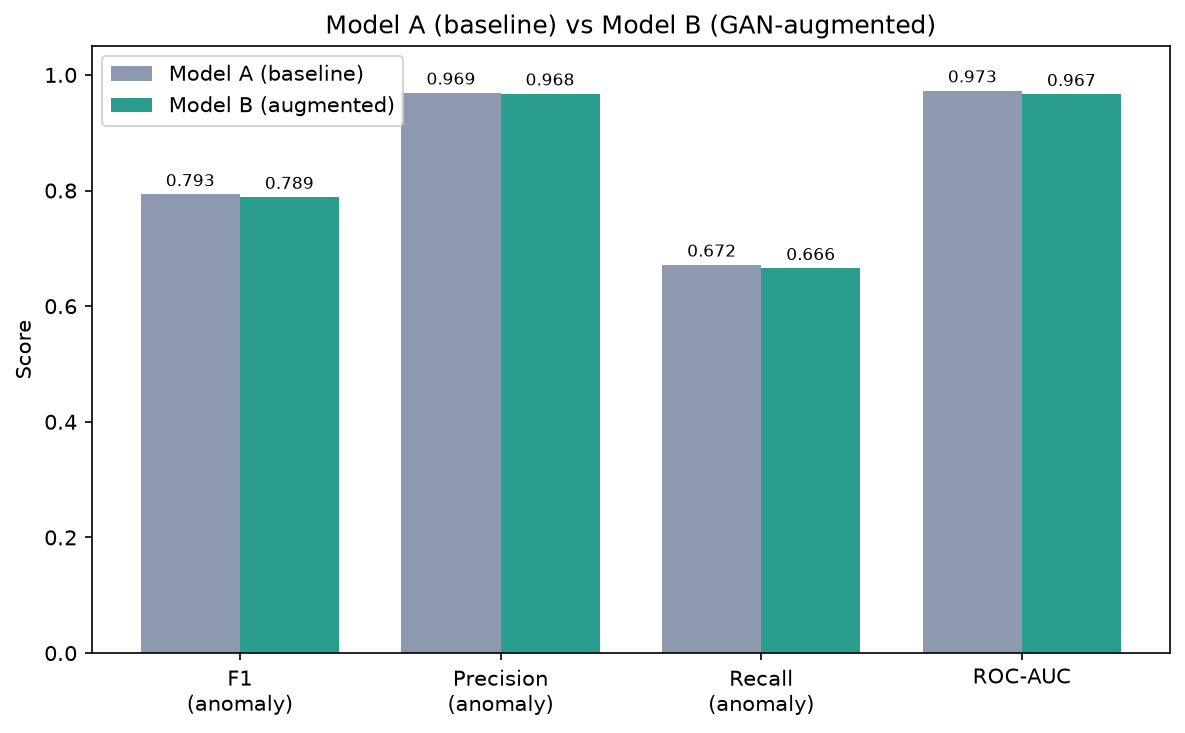 Model A (baseline) vs Model B (GAN-augmented)
Model A (baseline)
Model B (augmented)
0.793
0.789
0.969
0.968
0.672
0.666
0.973
0.967
Score
1.0
0.8
0.6
0.4
0.2
0.0
F1
(anomaly)
Precision
(anomaly)
Recall
(anomaly)
ROC-AUC